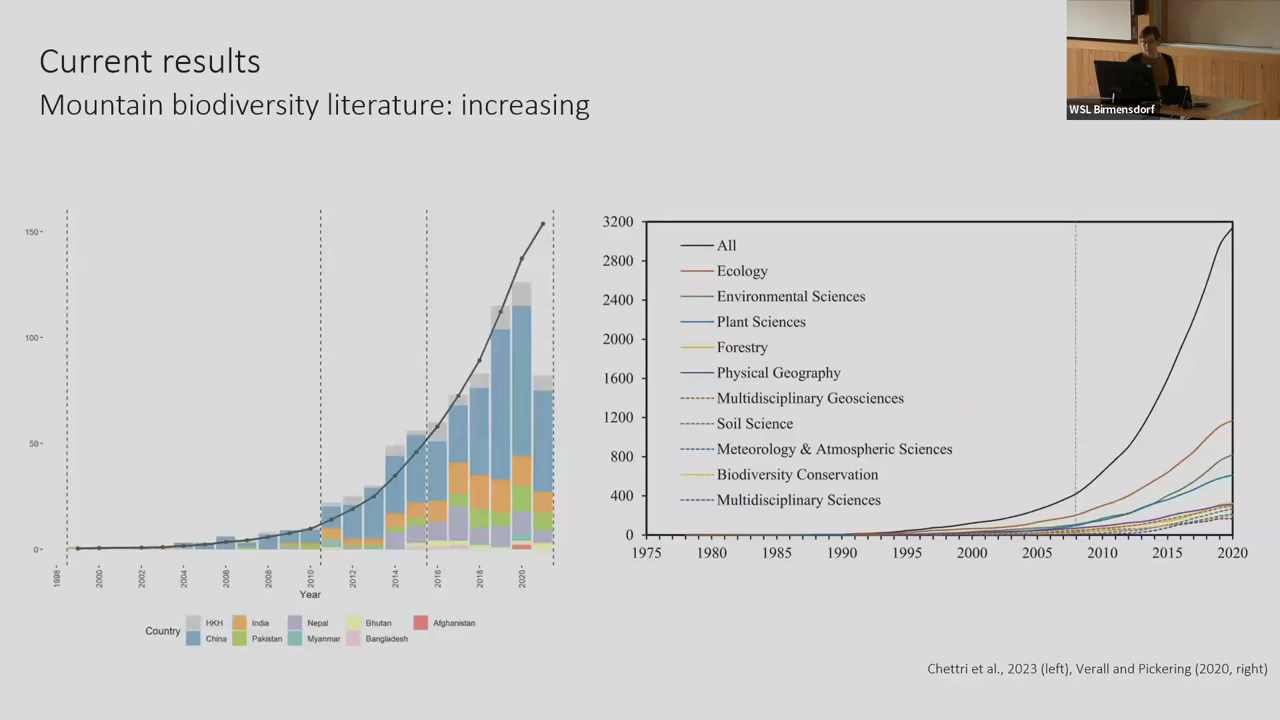 Current results
Mountain biodiversity literature: increasing
WSL Birmensdorf
150
100
50
0
1998
2000
2002
2004
2006
2008
2010
2012
2014
2016
2018
2020
Year
Country
HKH
India
Nepal
Bhutan
Afghanistan
China
Pakistan
Myanmar
Bangladesh
3200
2800
2400
2000
1600
1200
800
400
0
All
Ecology
Environmental Sciences
Plant Sciences
Forestry
Physical Geography
Multidisciplinary Geosciences
Soil Science
Meteorology & Atmospheric Sciences
Biodiversity Conservation
Multidisciplinary Sciences
1975
1980
1985
1990
1995
2000
2005
2010
2015
2020
Chettri et al., 2023 (left), Verall and Pickering (2020, right)